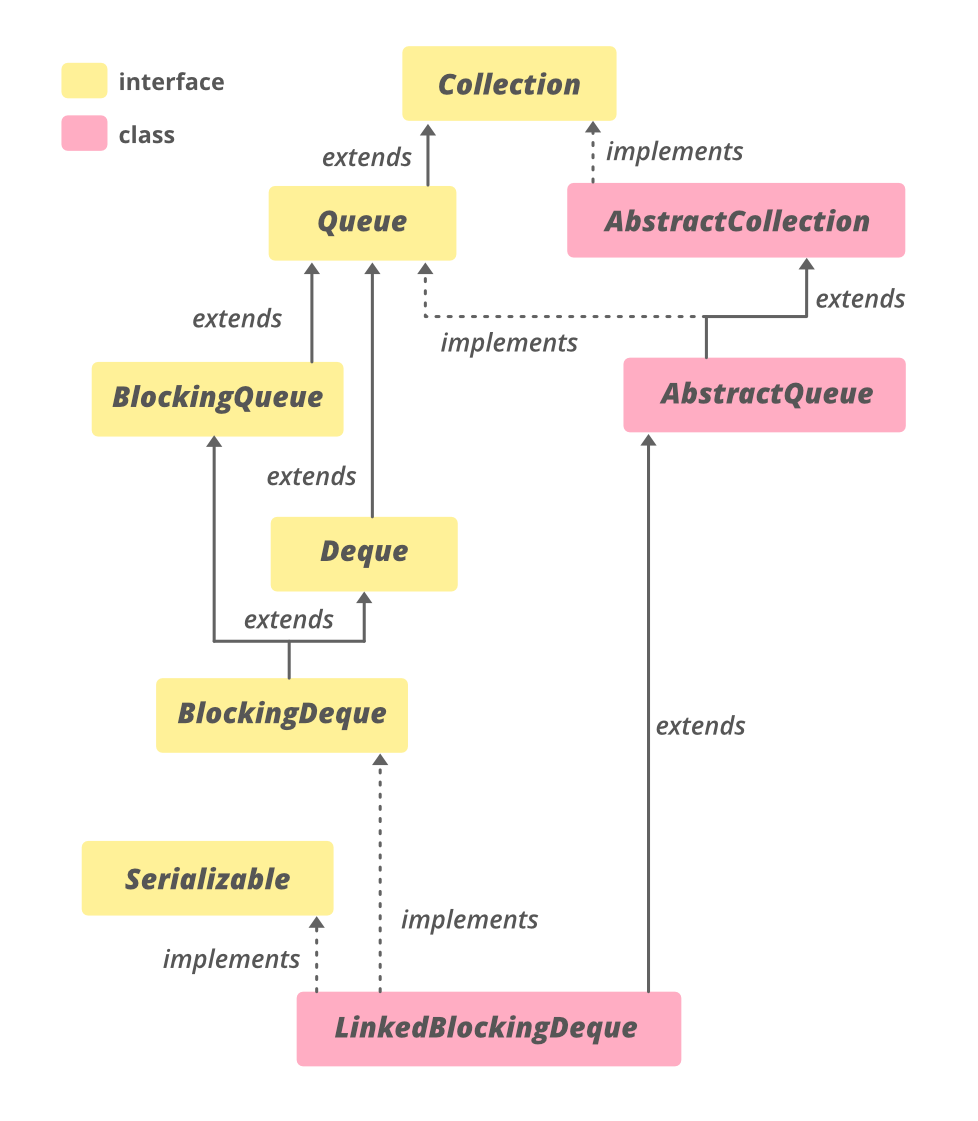 interface
class
Collection
extends
implements
Queue
AbstractCollection
extends
extends
implements
BlockingQueue
AbstractQueue
extends
Deque
extends
BlockingDeque
extends
Serializable
implements
implements
LinkedBlockingDeque